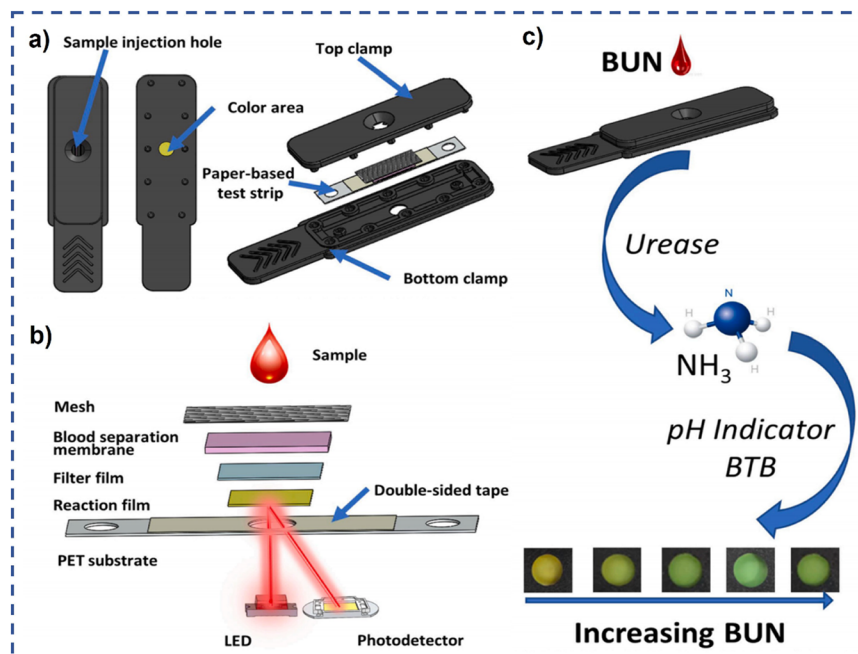 a)
Sample injection hole
Color area
Top clamp
Paper-based
test strip
Bottom clamp
b)
Sample
Mesh
Blood separation
membrane
Filter film
Reaction film
Double-sided tape
PET substrate
LED
Photodetector
c)
BUN
Urease
N
H
H
H
NH3
pH Indicator
BTB
Increasing BUN